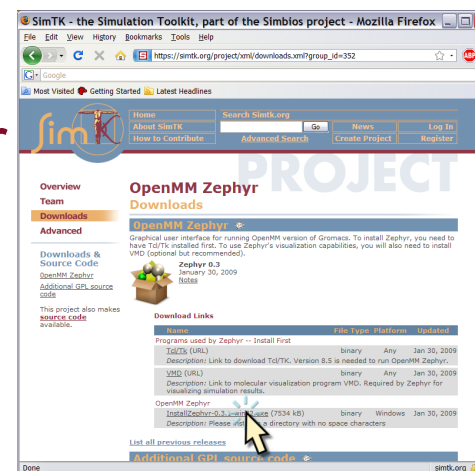 SimTK - the Simulation Toolkit, part of the Simbios project - Mozilla Firefox
File Edit View History Bookmarks Tools Help
https://simtk.org/project/xml/downloads.xml?group_id=352
ABP
Google
Most Visited Getting Started Latest Headlines
SimTK
Home Search Simtk.org
About SimTK Go News Log In
How to Contribute Advanced Search Create Project Register
PROJECT
Overview
Team
Downloads
Advanced
Downloads &
Source Code
OpenMM Zephyr
Additional GPL source
code
This project also makes
source code
available.
OpenMM Zephyr
Downloads
OpenMM Zephyr
Graphical user interface for running OpenMM version of Gromacs. To install Zephyr, you need to
have Tcl/Tk installed first. To use Zephyr's visualization capabilities, you will also need to install
VMD (optional but recommended).
Zephyr 0.3
January 30, 2009
Notes
Download Links
Name File Type Platform Updated
Programs used by Zephyr -- Install First
Tcl/Tk (URL) binary Any Jan 30, 2009
Description: Link to download Tcl/TK. Version 8.5 is needed to run OpenMM Zephyr.
VMD (URL) binary Any Jan 30, 2009
Description: Link to molecular visualization program VMD. Required by Zephyr for
visualizing simulation results.
OpenMM Zephyr
InstallZephyr-0.3.1-win32.exe (7534 kB) binary Windows Jan 30, 2009
Description: Please a directory with no space characters
List all previous releases
Additional GPL source code
Done simtk.org